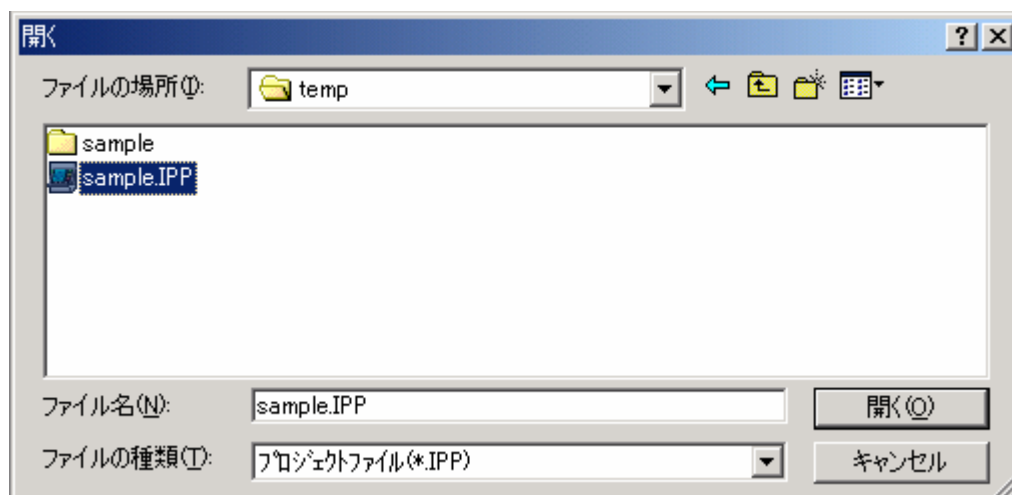 開く
ファイルの場所(I):
temp
sample
sample.IPP
ファイル名(N):
sample.IPP
開く(O)
ファイルの種類(T):
プロジェクトファイル(*.IPP)
キャンセル